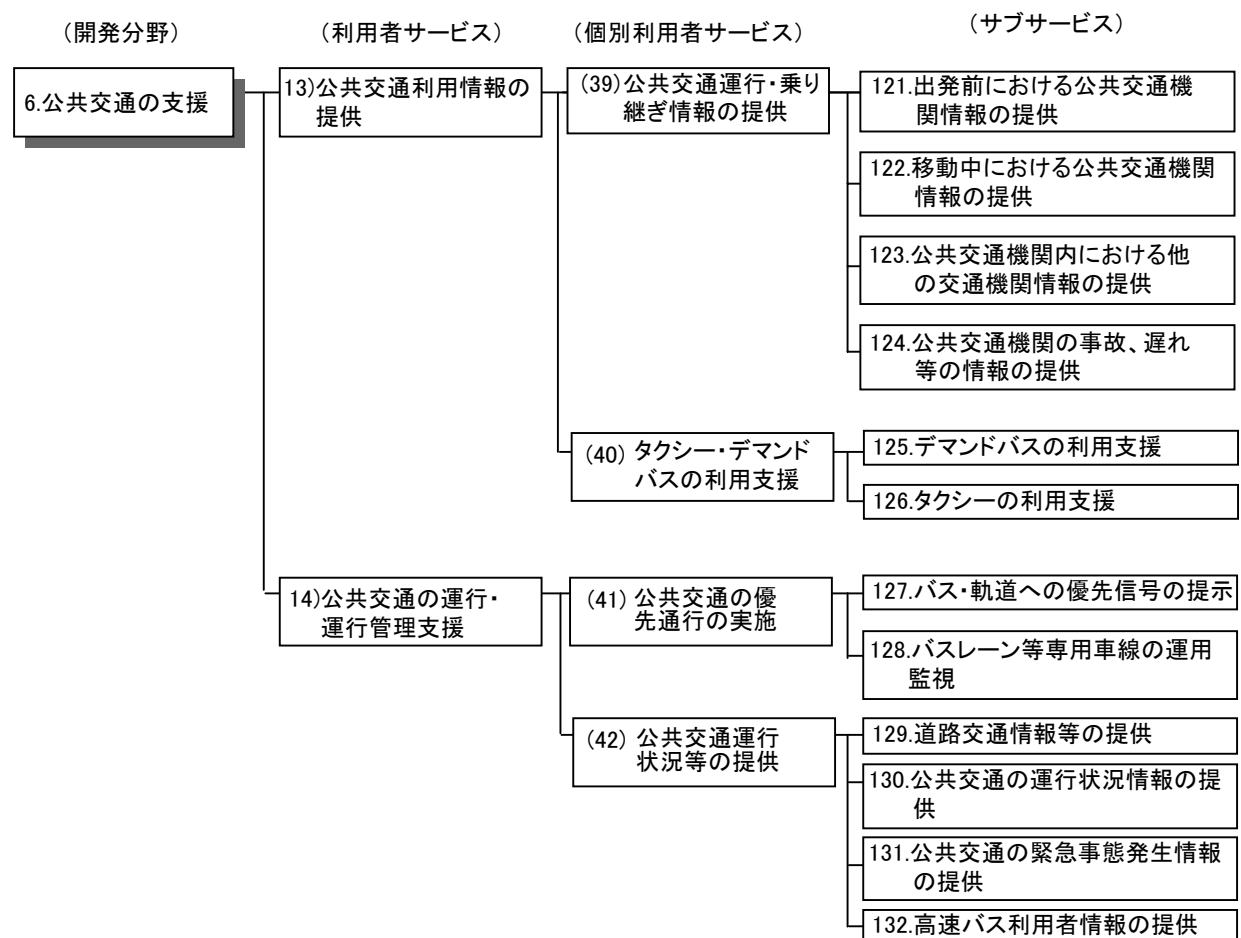 （開発分野）
（利用者サービス）
（個別利用者サービス）
（サブサービス）
6.公共交通の支援
13)公共交通利用情報の
提供
(39)公共交通運行・乗り
継ぎ情報の提供
121.出発前における公共交通機
関情報の提供
122.移動中における公共交通機関
情報の提供
123.公共交通機関内における他
の交通機関情報の提供
124.公共交通機関の事故、遅れ
等の情報の提供
(40) タクシー・デマンド
バスの利用支援
125.デマンドバスの利用支援
126.タクシーの利用支援
14)公共交通の運行・
運行管理支援
(41) 公共交通の優
先通行の実施
127.バス・軌道への優先信号の提示
128.バスレーン等専用車線の運用
監視
(42) 公共交通運行
状況等の提供
129.道路交通情報等の提供
130.公共交通の運行状況情報の提
供
131.公共交通の緊急事態発生情報
の提供
132.高速バス利用者情報の提供